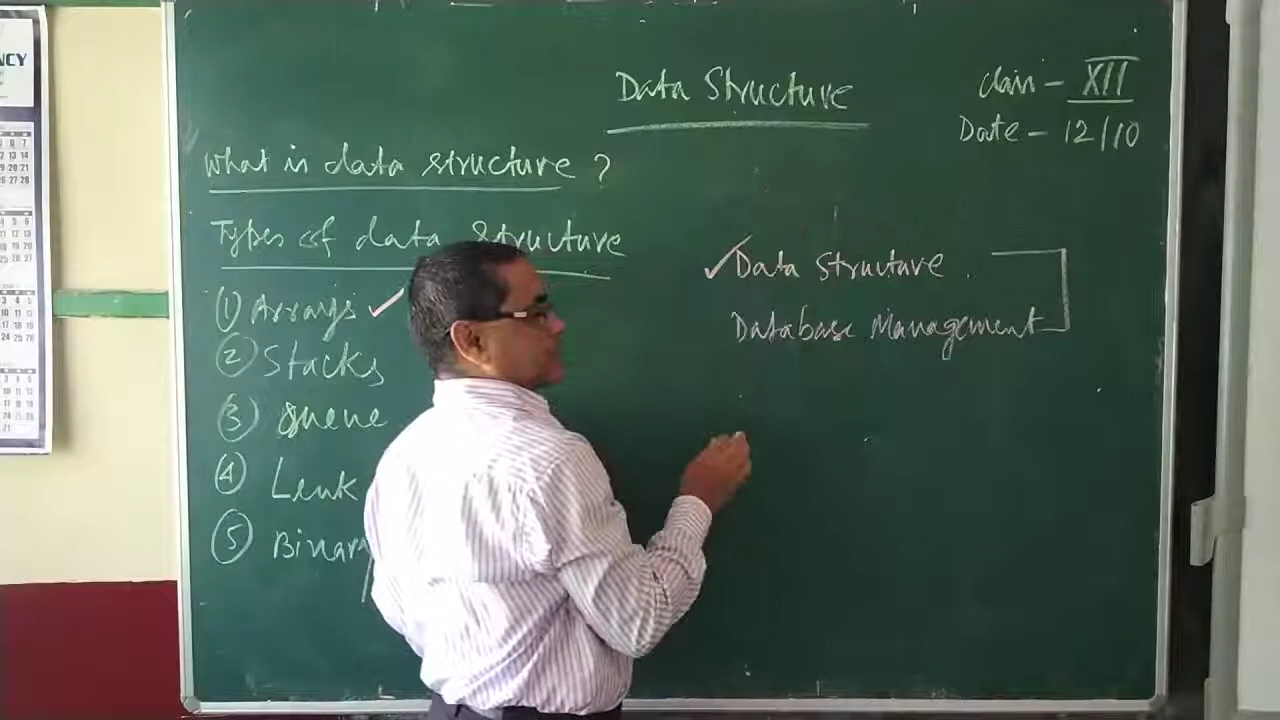 Data Structure
Class - XII
Date - 12/10
What is data structure ?
Types of data structure
① Arrays ✓
② Stacks
③ Queue
④ Link
⑤ Binary
✓ Data Structure
Database Management
NCY